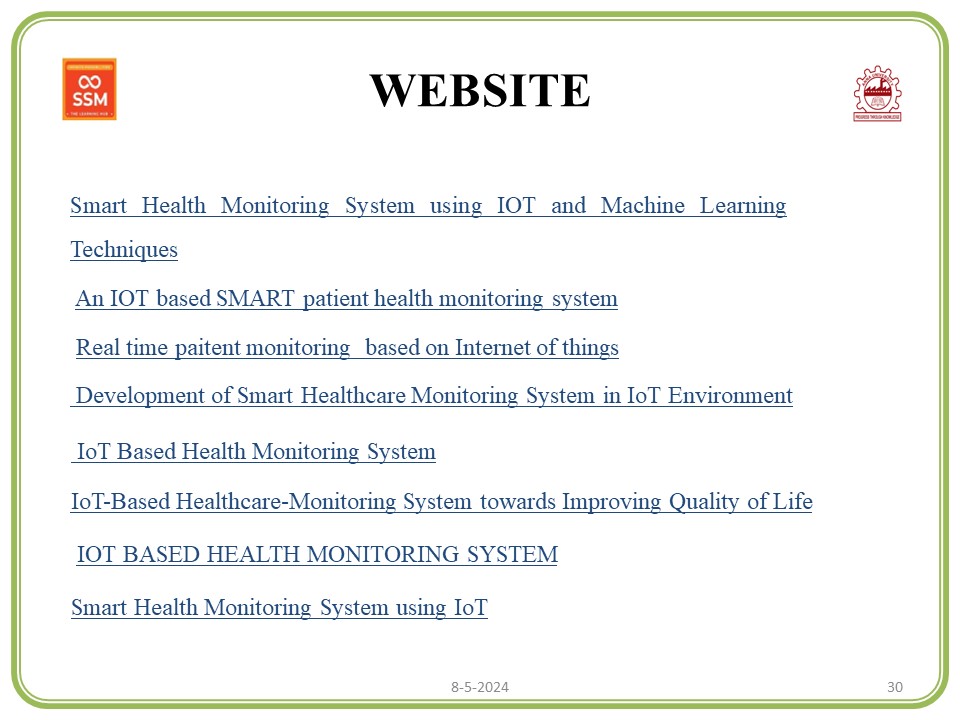 WEBSITE
SSM
THE LEARNING HUB
PROGRESS THROUGH KNOWLEDGE
Smart Health Monitoring System using IOT and Machine Learning
Techniques
An IOT based SMART patient health monitoring system
Real time paitent monitoring based on Internet of things
Development of Smart Healthcare Monitoring System in IoT Environment
IoT Based Health Monitoring System
IoT-Based Healthcare-Monitoring System towards Improving Quality of Life
IOT BASED HEALTH MONITORING SYSTEM
Smart Health Monitoring System using IoT
8-5-2024
30